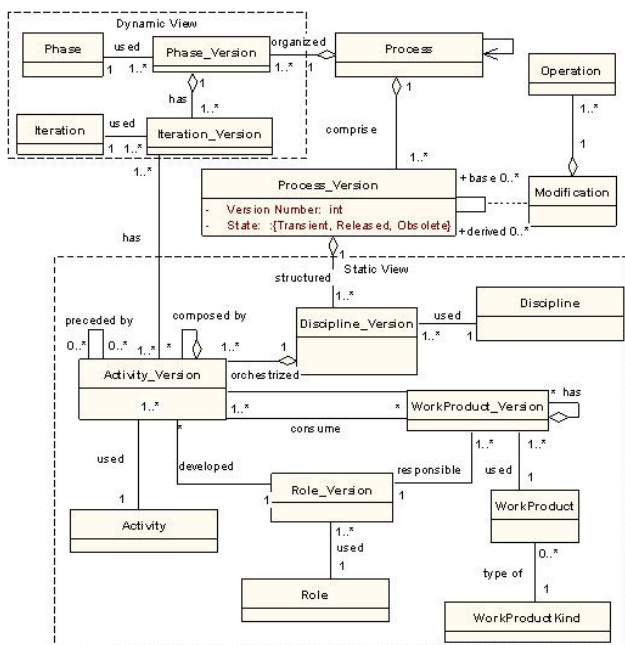 Dynamic View
Phase
used
1
1..*
Phase_Version
organized
1..*
1
Process
1
has
1..*
1
comprise
1..*
Operation
1..*
1
Modification
Iteration
used
1
1..*
Iteration_Version
1..*
has
1..*
Process_Version
- Version Number: int
- State: :{Transient, Released, Obsolete}
+ base 0..*
+derived 0..*
1
Static View
structured
1..*
Discipline_Version
used
1..*
1
Discipline
preceded by
0..*
0..*
composed by
*
1..*
1
orchestrized
Activity_Version
1..*
1..*
*
consume
WorkProduct_Version
*
has
used
1
Activity
*
developed
1
Role_Version
1
responsible
1..*
1..*
used
1
Role
1..*
used
1
WorkProduct
0..*
type of
1
WorkProductKind